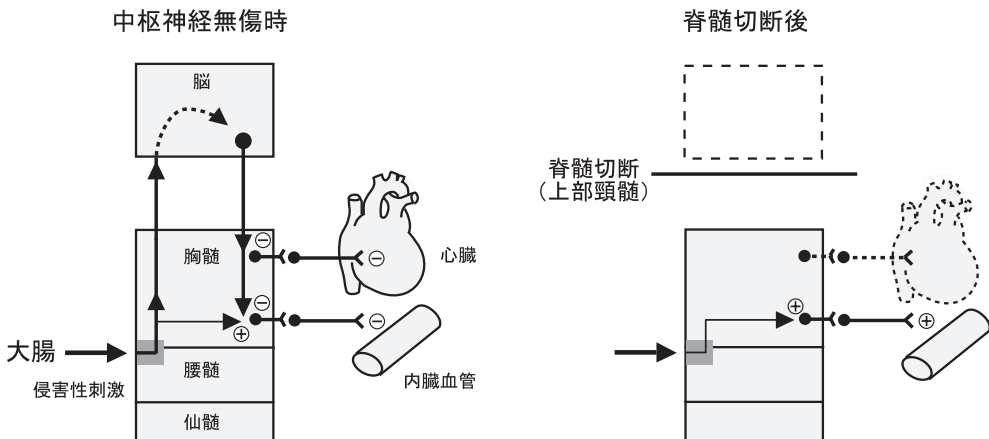 中枢神経無傷時
脊髄切断後
脳
脊髄切断
（上部頸髄）
胸髄
⊖
⊖
心臓
⊖
⊖
⊕
⊕
⊕
大腸
侵害性刺激
腰髄
内臓血管
仙髄